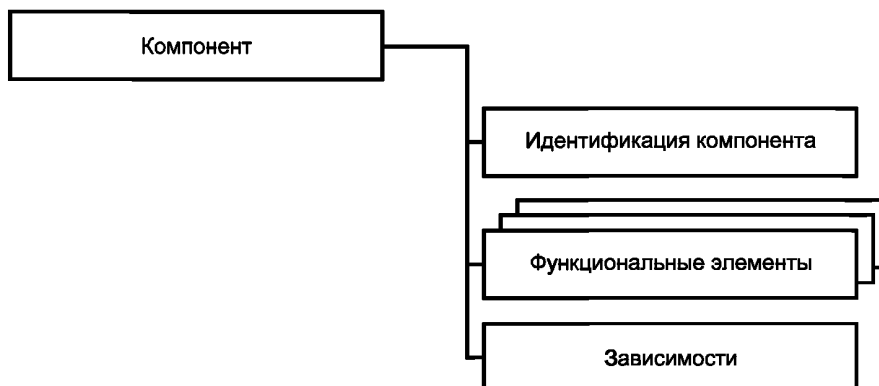 Компонент
Идентификация компонента
Функциональные элементы
Зависимости